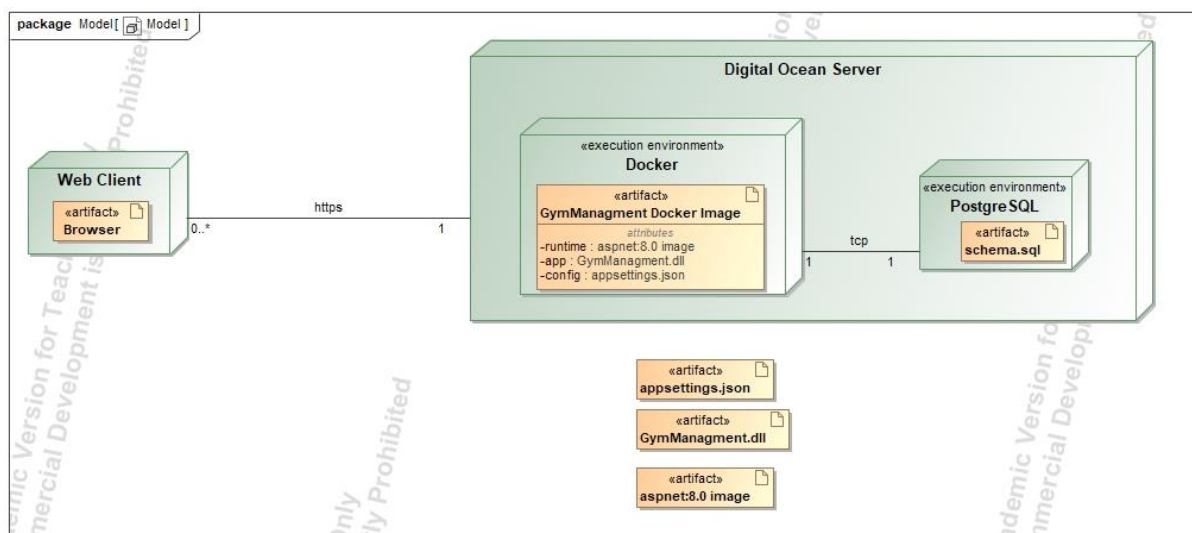 package Model[ Model ]
Digital Ocean Server
«execution environment»
Docker
«artifact»
GymManagment Docker Image
attributes
-runtime : aspnet:8.0 image
-app : GymManagment.dll
-config : appsettings.json
«execution environment»
PostgreSQL
«artifact»
schema.sql
tcp
1
1
Web Client
«artifact»
Browser
https
0..*
1
«artifact»
appsettings.json
«artifact»
GymManagment.dll
«artifact»
aspnet:8.0 image